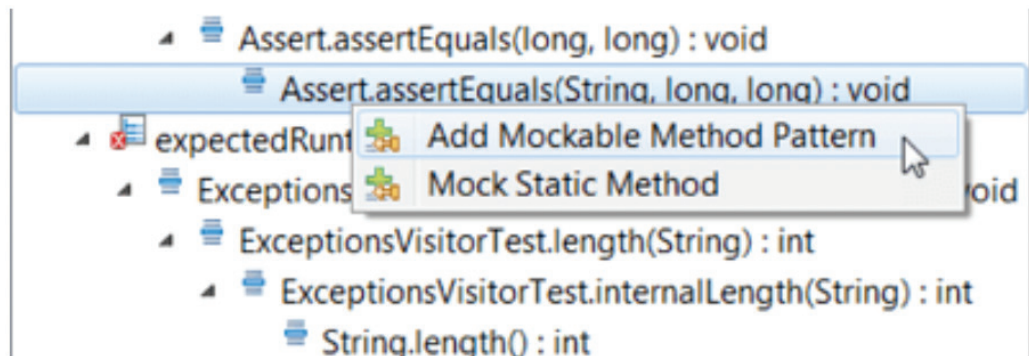 Assert.assertEquals(long, long) : void
Assert.assertEquals(String, long, long) : void
expectedRunt
Add Mockable Method Pattern
Exceptions
Mock Static Method
void
ExceptionsVisitorTest.length(String) : int
ExceptionsVisitorTest.internalLength(String) : int
String.length() : int